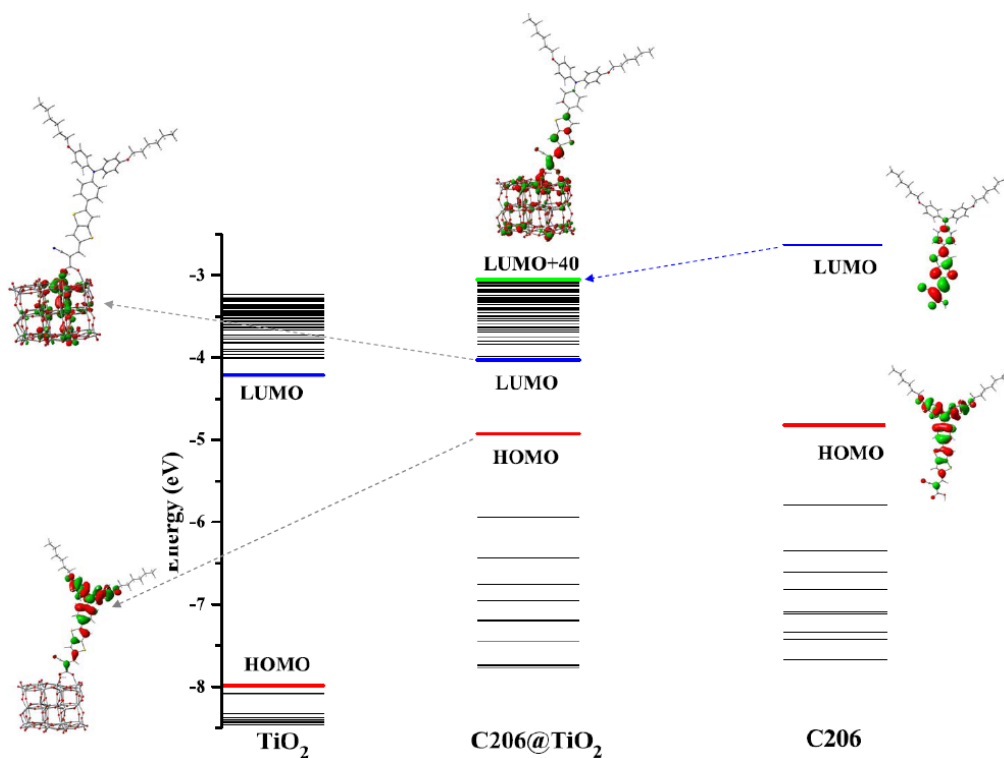 LUMO+40
LUMO
-3
-4
LUMO
LUMO
-5
HOMO
HOMO
Energy (eV)
-6
-7
HOMO
-8
TiO2
C206@TiO2
C206